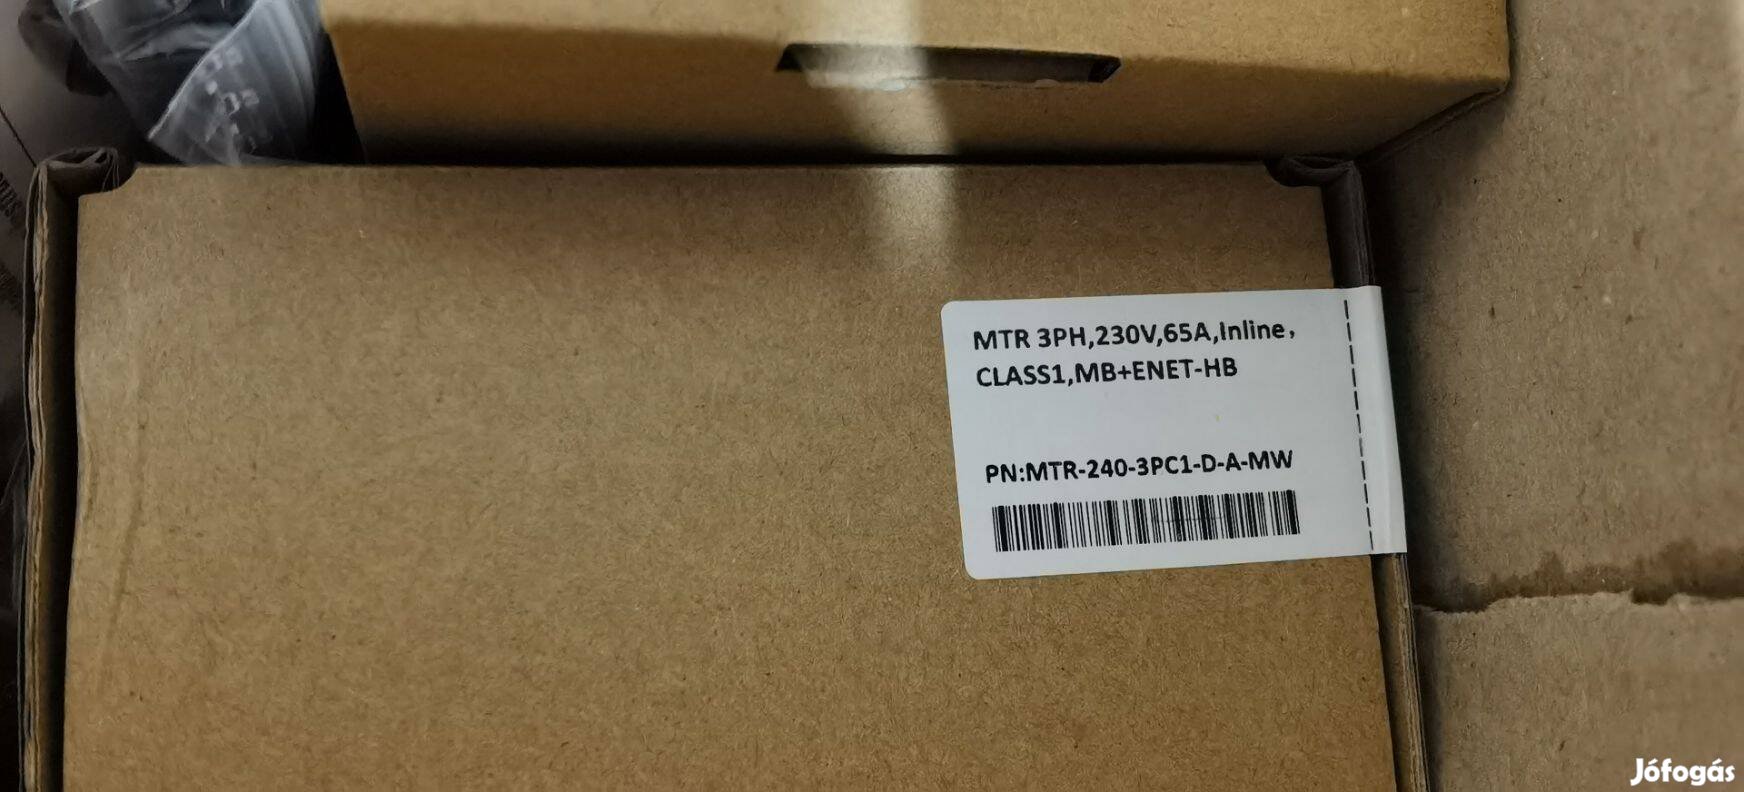 MTR 3PH,230V,65A,Inline,
CLASS1,MB+ENET-HB
PN:MTR-240-3PC1-D-A-MW
Jófogás